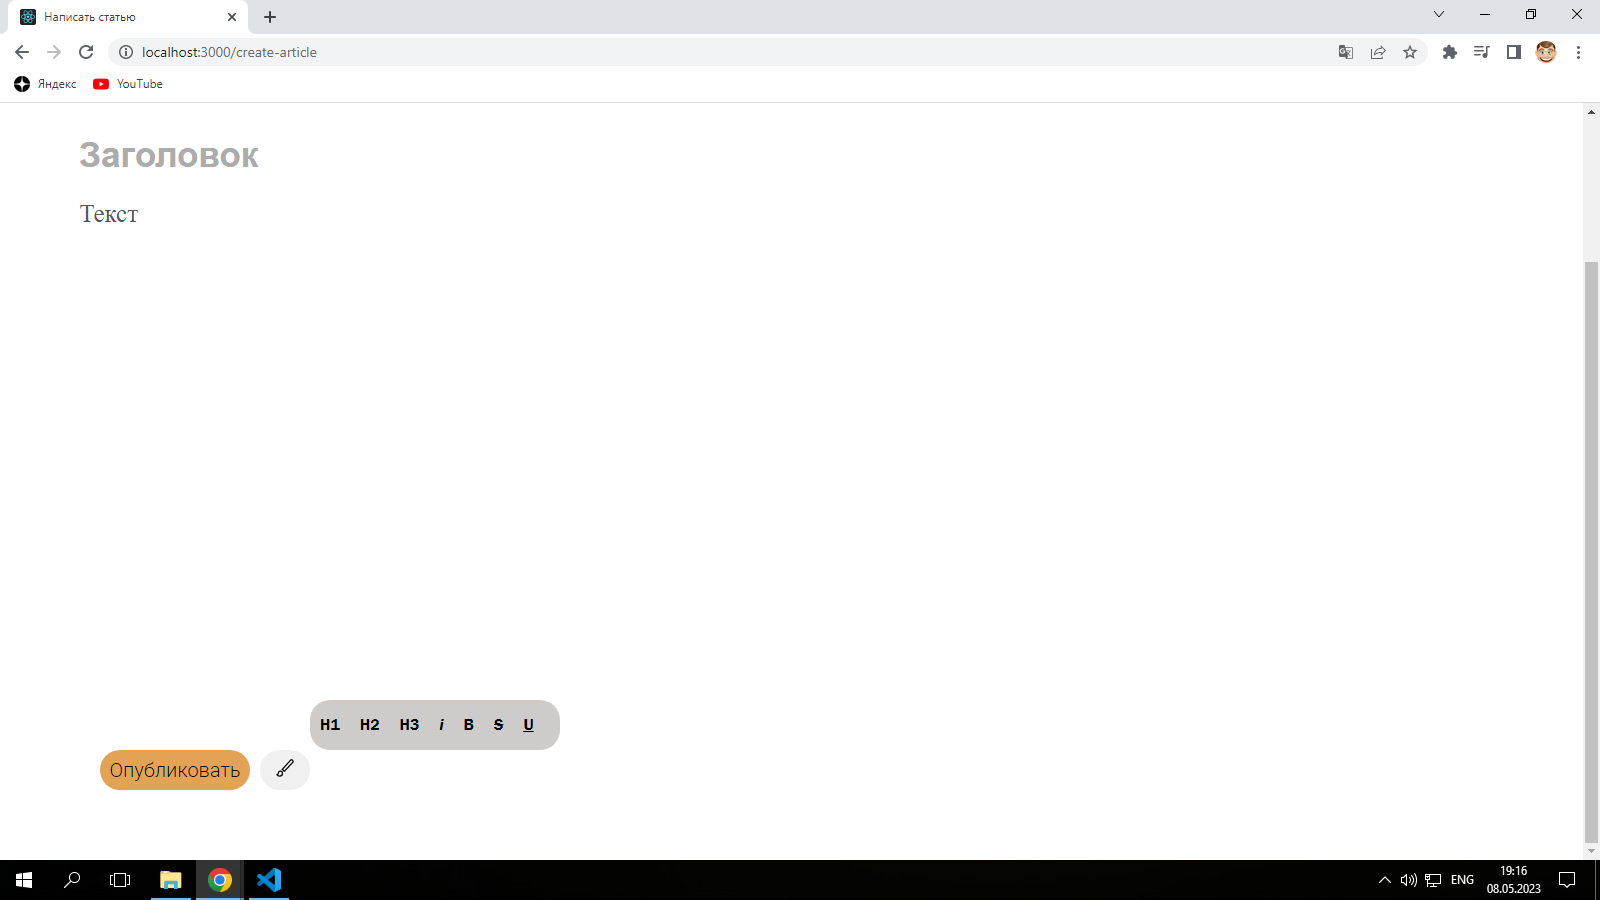 Написать статью
localhost:3000/create-article
Яндекс YouTube
Заголовок
Текст
H1 H2 H3 i B S U
Опубликовать
ENG 19:16
08.05.2023